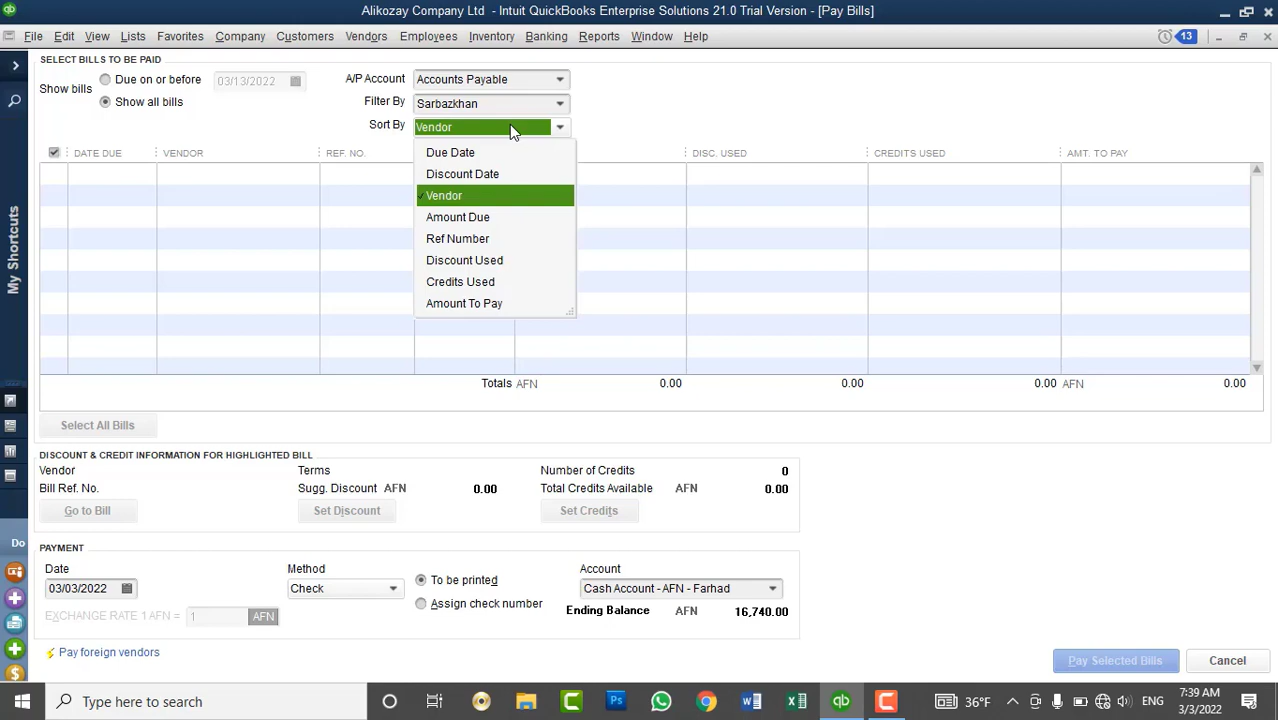 Alikozay Company Ltd - Intuit QuickBooks Enterprise Solutions 21.0 Trial Version - [Pay Bills]
File Edit View Lists Favorites Company Customers Vendors Employees Inventory Banking Reports Window Help 13
SELECT BILLS TO BE PAID
Show bills
Due on or before 03/13/2022
Show all bills
A/P Account Accounts Payable
Filter By Sarbazkhan
Sort By Vendor
DATE DUE VENDOR REF. NO. DISC. USED CREDITS USED AMT. TO PAY
Due Date
Discount Date
Vendor
Amount Due
Ref Number
Discount Used
Credits Used
Amount To Pay
My Shortcuts
Totals AFN 0.00 0.00 0.00 AFN 0.00
Select All Bills
DISCOUNT & CREDIT INFORMATION FOR HIGHLIGHTED BILL
Vendor Terms Number of Credits 0
Bill Ref. No. Sugg. Discount AFN 0.00 Total Credits Available AFN 0.00
Go to Bill Set Discount Set Credits
Do
PAYMENT
Date Method Account
03/03/2022 Check To be printed Cash Account - AFN - Farhad
Assign check number Ending Balance AFN 16,740.00
EXCHANGE RATE 1 AFN = 1 AFN
Pay foreign vendors
Pay Selected Bills Cancel
Type here to search 36°F ENG 7:39 AM
3/3/2022